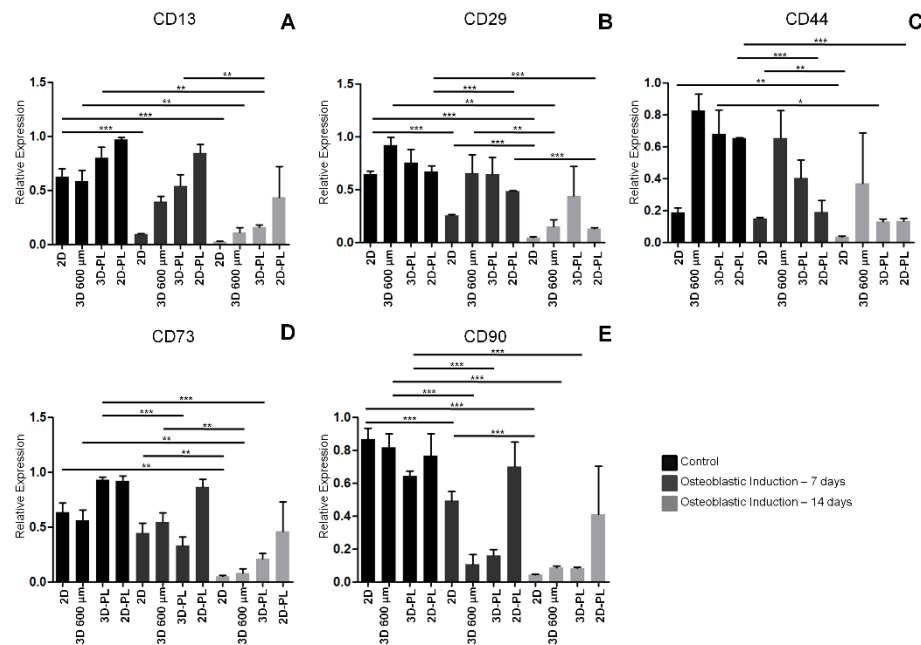 CD13
A
Relative Expression
1.5
1.0
0.5
0.0
**
**
**
***
***
2D
3D 600 µm
3D-PL
2D-PL
2D
3D 600 µm
3D-PL
2D-PL
2D
3D 600 µm
3D-PL
2D-PL
CD29
B
Relative Expression
1.5
1.0
0.5
0.0
***
***
**
***
***
**
***
***
2D
3D 600 µm
3D-PL
2D-PL
2D
3D 600 µm
3D-PL
2D-PL
2D
3D 600 µm
3D-PL
2D-PL
CD44
C
Relative Expression
1.0
0.8
0.6
0.4
0.2
0.0
***
***
**
**
*
2D
3D 600 µm
3D-PL
2D-PL
2D
3D 600 µm
3D-PL
2D-PL
2D
3D 600 µm
3D-PL
2D-PL
CD73
D
Relative Expression
1.5
1.0
0.5
0.0
***
***
**
**
**
**
2D
3D 600 µm
3D-PL
2D-PL
2D
3D 600 µm
3D-PL
2D-PL
2D
3D 600 µm
3D-PL
2D-PL
CD90
E
Relative Expression
1.0
0.8
0.6
0.4
0.2
0.0
***
***
***
***
***
***
***
2D
3D 600 µm
3D-PL
2D-PL
2D
3D 600 µm
3D-PL
2D-PL
2D
3D 600 µm
3D-PL
2D-PL
Control
Osteoblastic Induction – 7 days
Osteoblastic Induction – 14 days